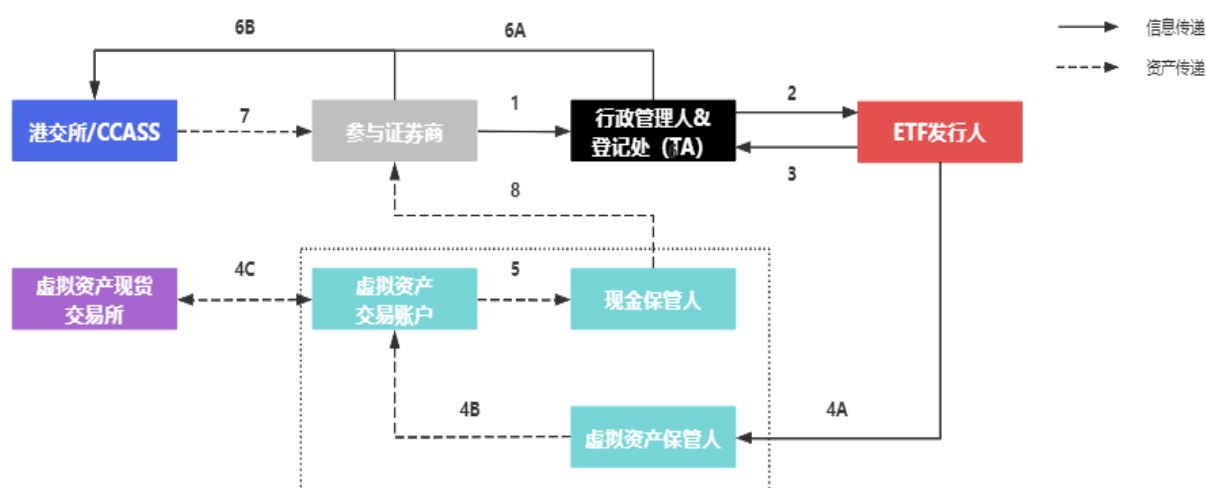 6B
6A
信息传递
资产传递
港交所/CCASS
7
参与证券商
1
行政管理人&
登记处（TA）
2
3
ETF发行人
8
虚拟资产现货
交易所
4C
虚拟资产
交易账户
5
现金保管人
4B
虚拟资产保管人
4A